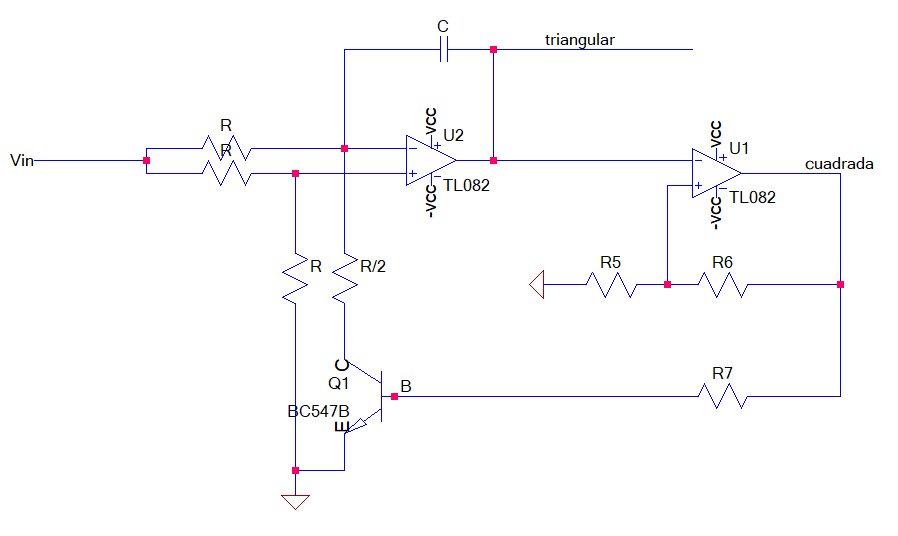 C
triangular
R
VCC
U2
VCC
U1
Vin
R
cuadrada
TL082
-VCC
TL082
-VCC
R
R/2
R5
R6
C
Q1
B
R7
BC547B
E